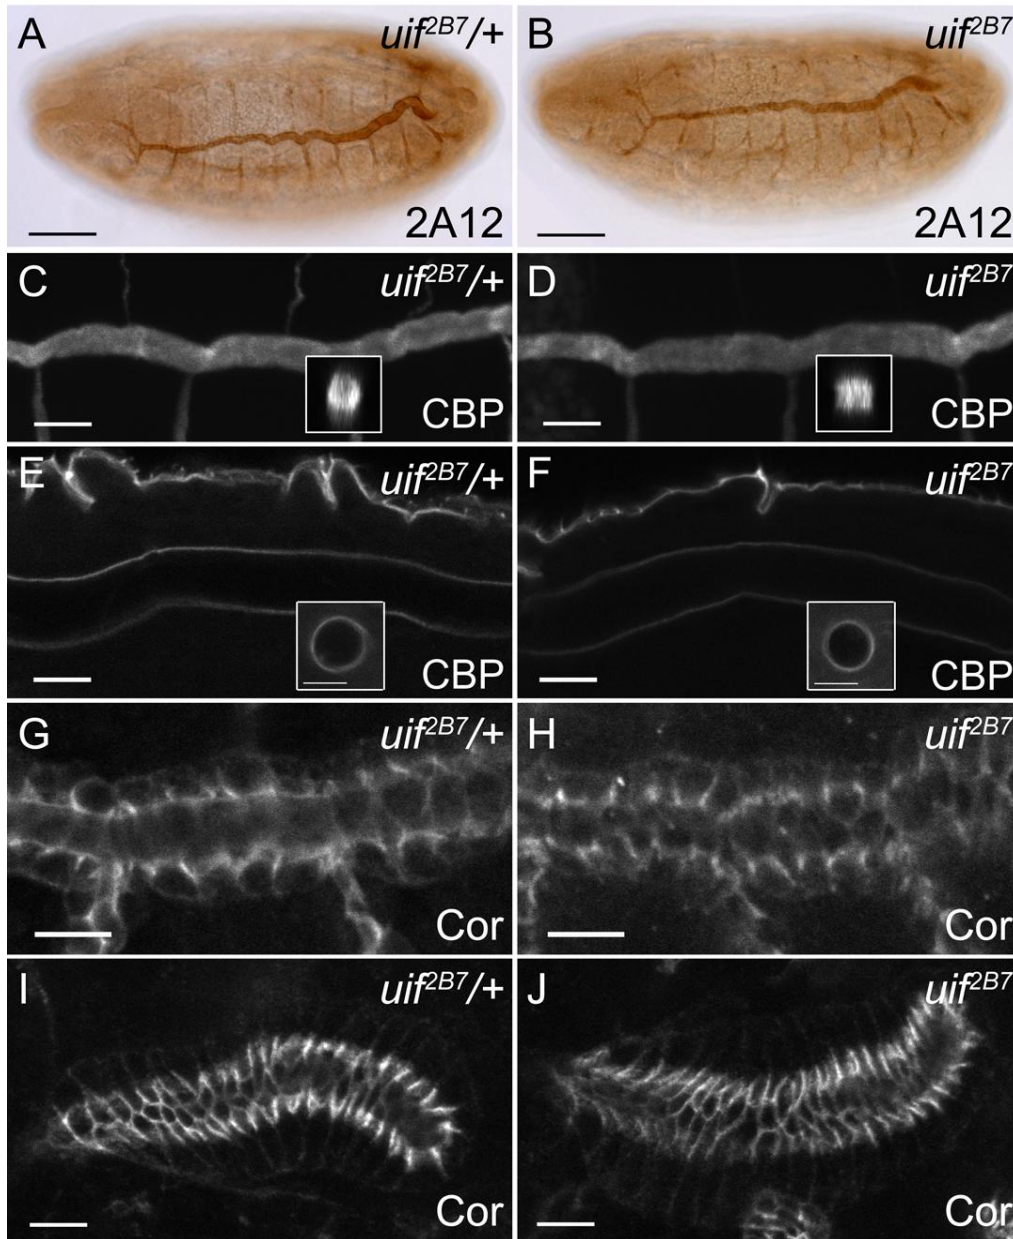 A uif2B7/+
2A12
B uif2B7
2A12
C uif2B7/+
CBP
D uif2B7
CBP
E uif2B7/+
CBP
F uif2B7
CBP
G uif2B7/+
Cor
H uif2B7
Cor
I uif2B7/+
Cor
J uif2B7
Cor